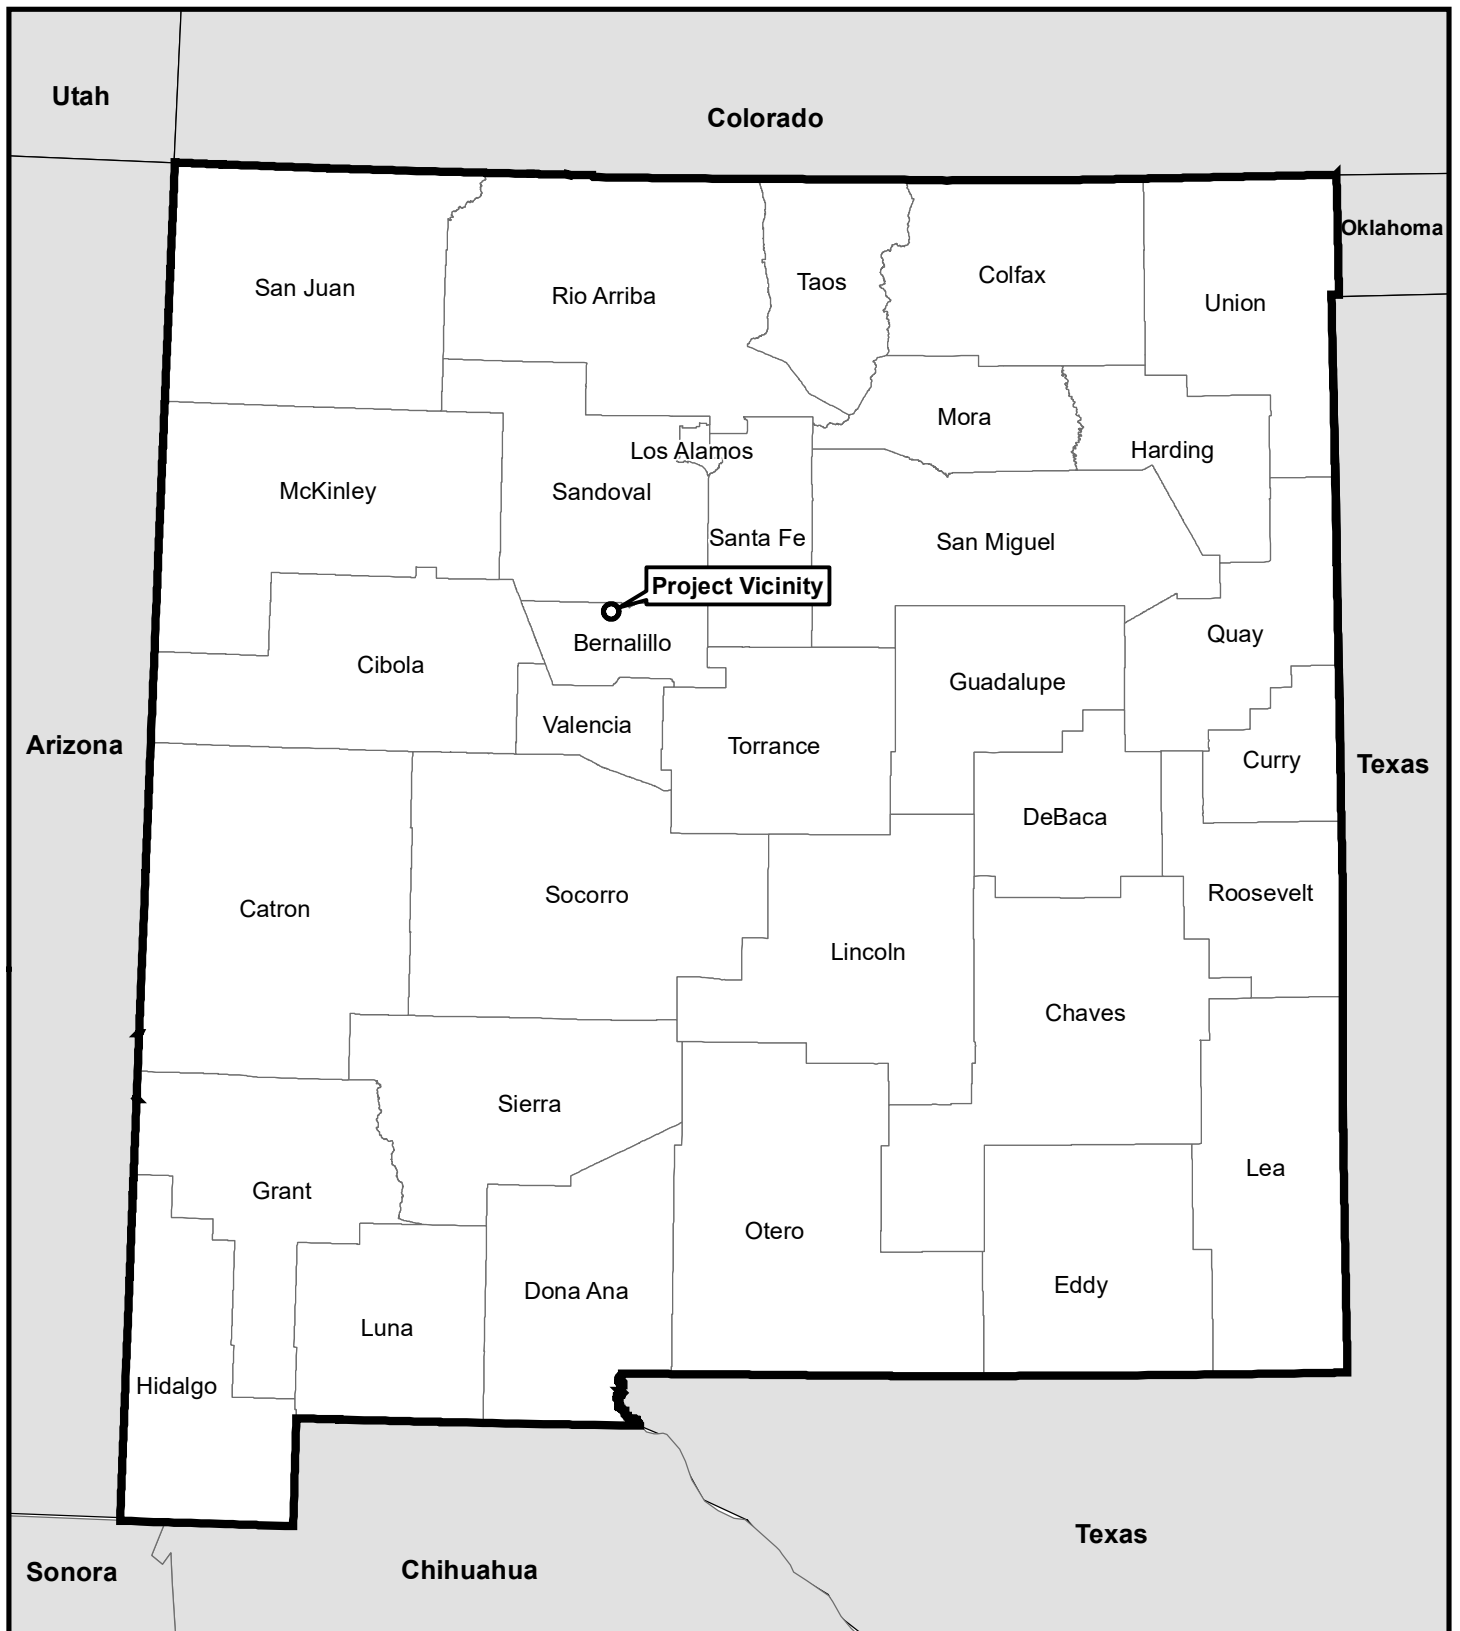 Utah
Colorado
Oklahoma
San Juan
Rio Arriba
Taos
Colfax
Union
Mora
Los Alamos
Harding
McKinley
Sandoval
Santa Fe
San Miguel
Project Vicinity
Bernalillo
Quay
Cibola
Guadalupe
Valencia
Torrance
Arizona
Curry
Texas
DeBaca
Catron
Socorro
Roosevelt
Lincoln
Chaves
Sierra
Lea
Grant
Otero
Dona Ana
Eddy
Luna
Hidalgo
Texas
Sonora
Chihuahua